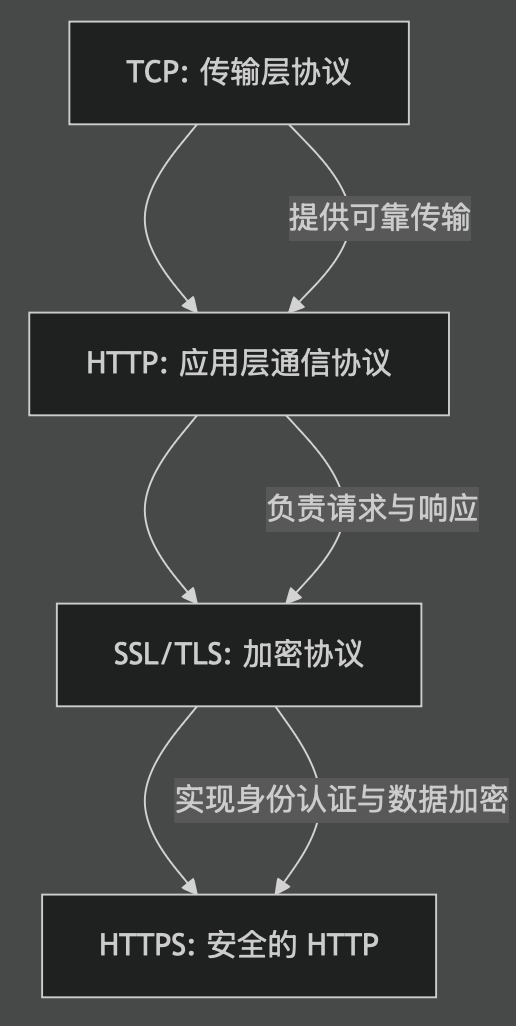 TCP: 传输层协议
提供可靠传输
HTTP: 应用层通信协议
负责请求与响应
SSL/TLS: 加密协议
实现身份认证与数据加密
HTTPS: 安全的 HTTP